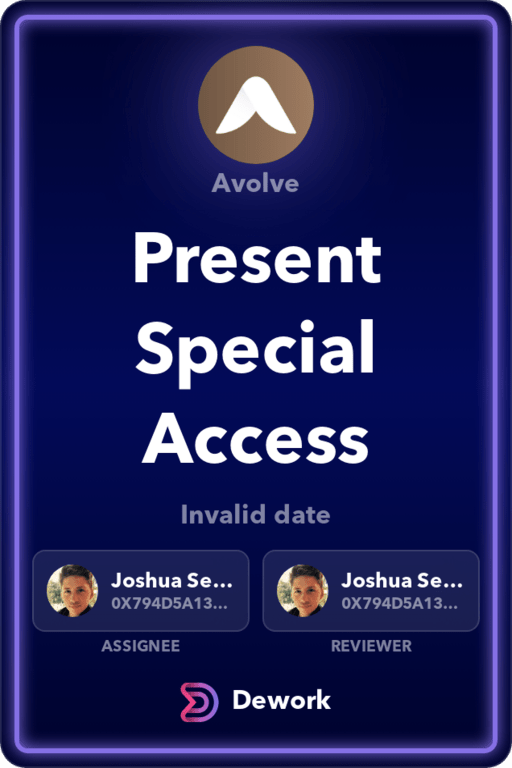 Avolve
Present
Special
Access
Invalid date
Joshua Se...
0X794D5A13...
ASSIGNEE
Joshua Se...
0X794D5A13...
REVIEWER
Dework